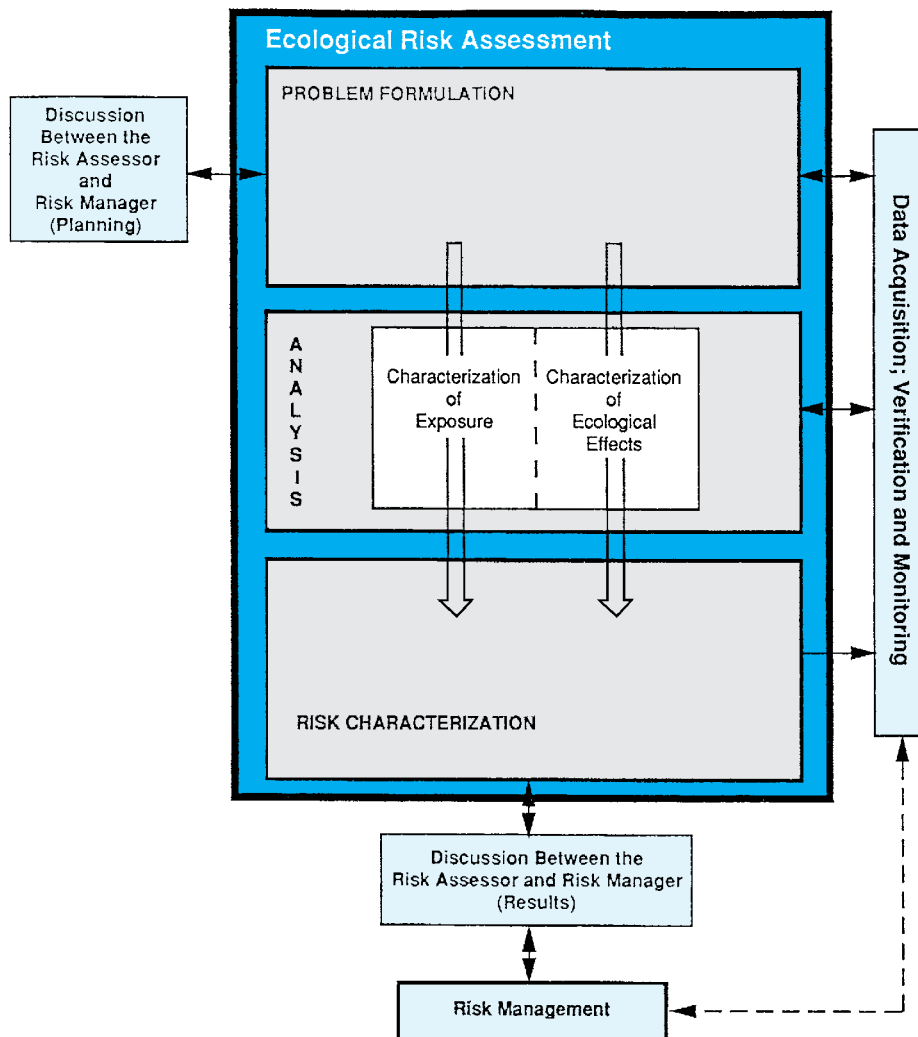 Ecological Risk Assessment
PROBLEM FORMULATION
Discussion
Between the
Risk Assessor
and
Risk Manager
(Planning)
ANALYSIS
Characterization
of
Exposure
Characterization
of
Ecological
Effects
Data Acquisition; Verification and Monitoring
RISK CHARACTERIZATION
Discussion Between the
Risk Assessor and Risk Manager
(Results)
Risk Management